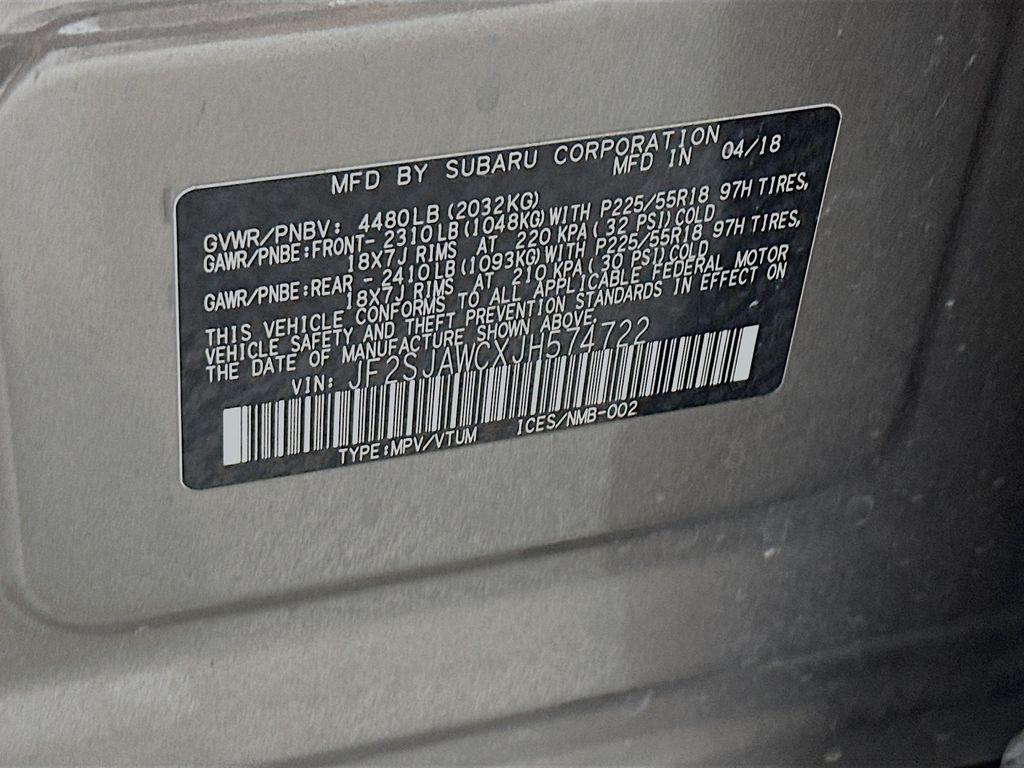 MFD BY SUBARU CORPORATION
MFD IN 04/18
GVWR/PNBV: 4480LB(2032KG)
GAWR/PNBE:FRONT- 2310LB(1048KG)WITH P225/55R18 97H TIRES,
18X7J RIMS AT 220 KPA(32 PSI)COLD
GAWR/PNBE:REAR - 2410LB(1093KG)WITH P225/55R18 97H TIRES,
18X7J RIMS AT 210 KPA(30 PSI)COLD
THIS VEHICLE CONFORMS TO ALL APPLICABLE FEDERAL MOTOR
VEHICLE SAFETY AND THEFT PREVENTION STANDARDS IN EFFECT ON
THE DATE OF MANUFACTURE SHOWN ABOVE.
VIN: JF2SJAWCXJH574722
TYPE:MPV/VTUM ICES/NMB-002